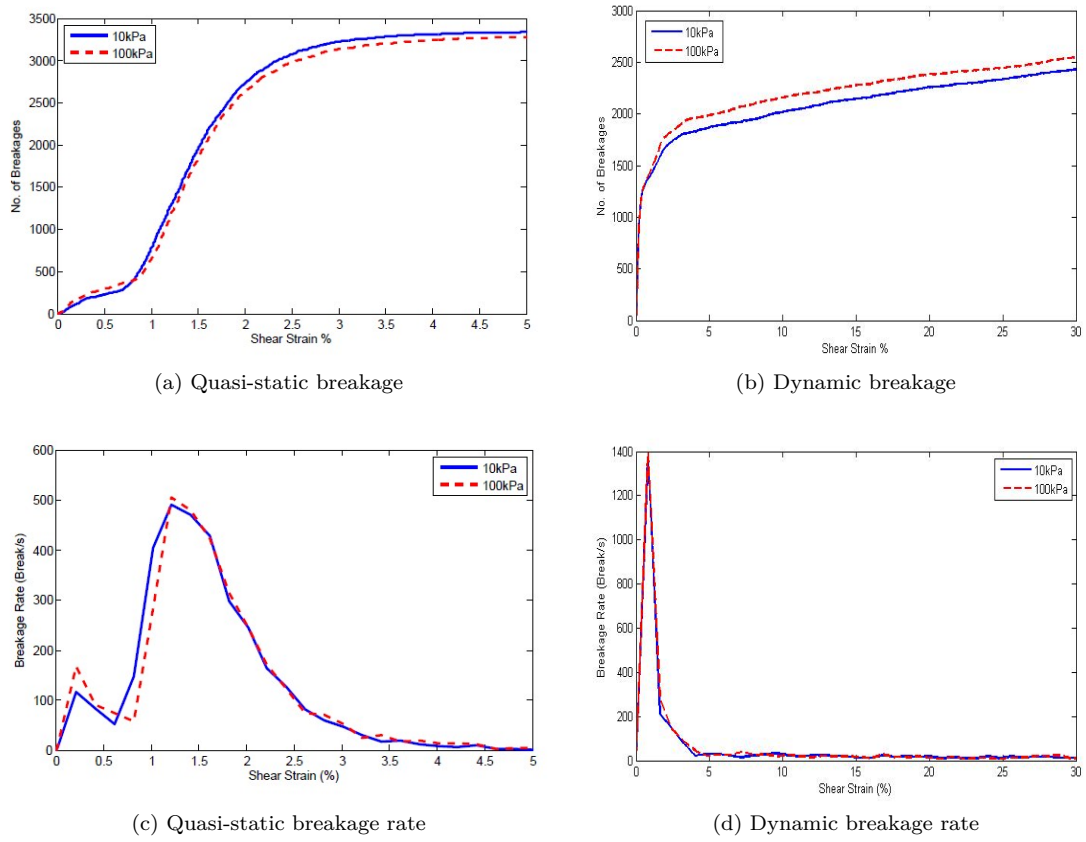 3500
3000
2500
2000
1500
1000
500
0
No. of Breakages
10kPa
100kPa
0 0.5 1 1.5 2 2.5 3 3.5 4 4.5 5
Shear Strain %
(a) Quasi-static breakage
3000
2500
2000
1500
1000
500
0
No. of Breakages
10kPa
100kPa
0 5 10 15 20 25 30
Shear Strain %
(b) Dynamic breakage
600
500
400
300
200
100
0
Breakage Rate (Break/s)
10kPa
100kPa
0 0.5 1 1.5 2 2.5 3 3.5 4 4.5 5
Shear Strain (%)
(c) Quasi-static breakage rate
1400
1200
1000
800
600
400
200
0
Breakage Rate (Break/s)
10kPa
100kPa
0 5 10 15 20 25 30
Shear Strain (%)
(d) Dynamic breakage rate